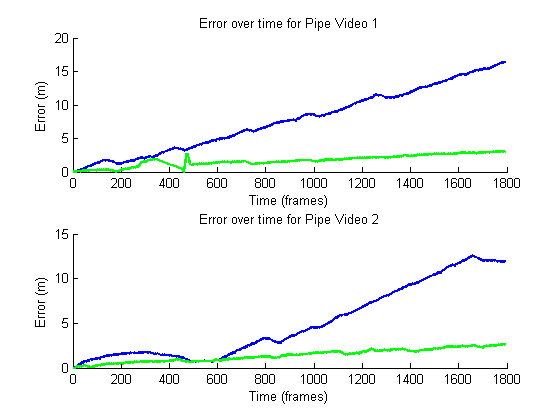 Error over time for Pipe Video 1
20
15
10
5
0
Error (m)
0 200 400 600 800 1000 1200 1400 1600 1800
Time (frames)
Error over time for Pipe Video 2
15
10
5
0
Error (m)
0 200 400 600 800 1000 1200 1400 1600 1800
Time (frames)